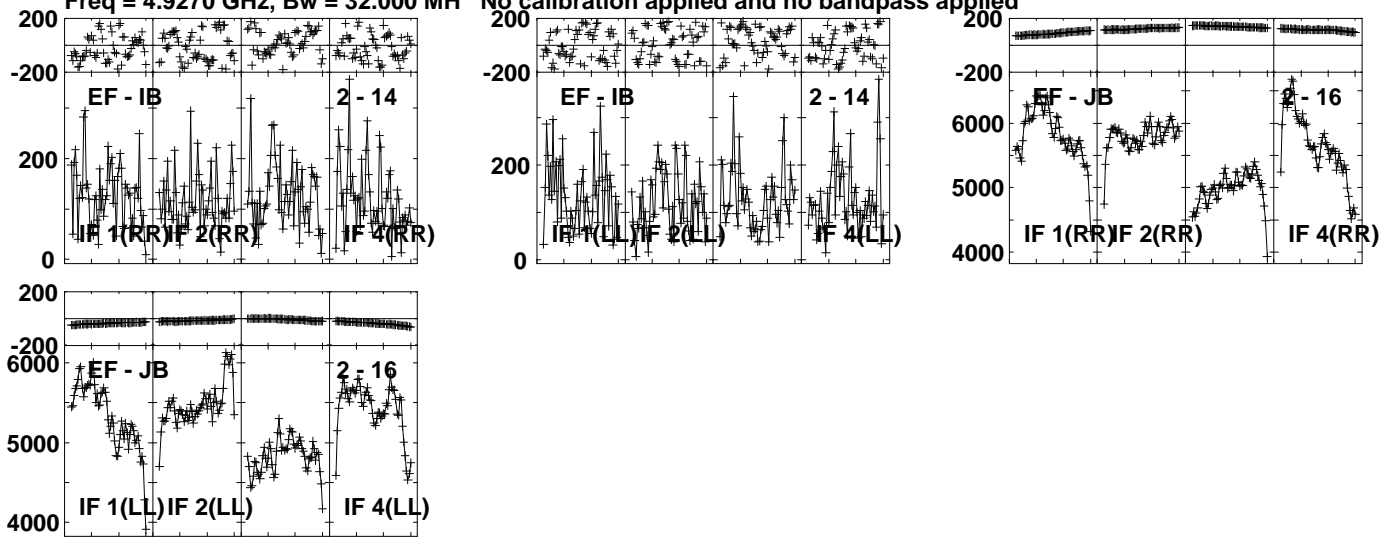 Freq = 4.9270 GHz, Bw = 32.000 MH No calibration applied and no bandpass applied
200
-200
EF - IB 2 - 14
200
0
IF 1(RR) IF 2(RR) IF 4(RR)
200
-200
EF - IB 2 - 14
200
0
IF 1(LL) IF 2(LL) IF 4(LL)
200
-200
EF - JB 2 - 16
6000
5000
4000
IF 1(RR) IF 2(RR) IF 4(RR)
200
-200
6000
EF - JB 2 - 16
5000
IF 1(LL) IF 2(LL) IF 4(LL)
4000